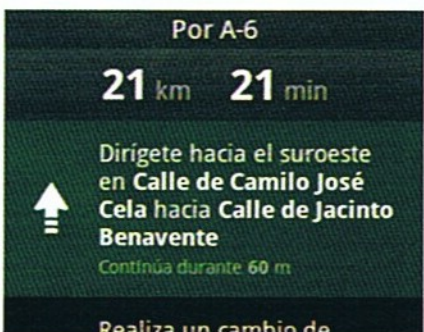 Por A-6
21 km 21 min
Dirígete hacia el suroeste
en Calle de Camilo José
Cela hacia Calle de Jacinto
Benavente
Continúa durante 60 m
Realiza un cambio de